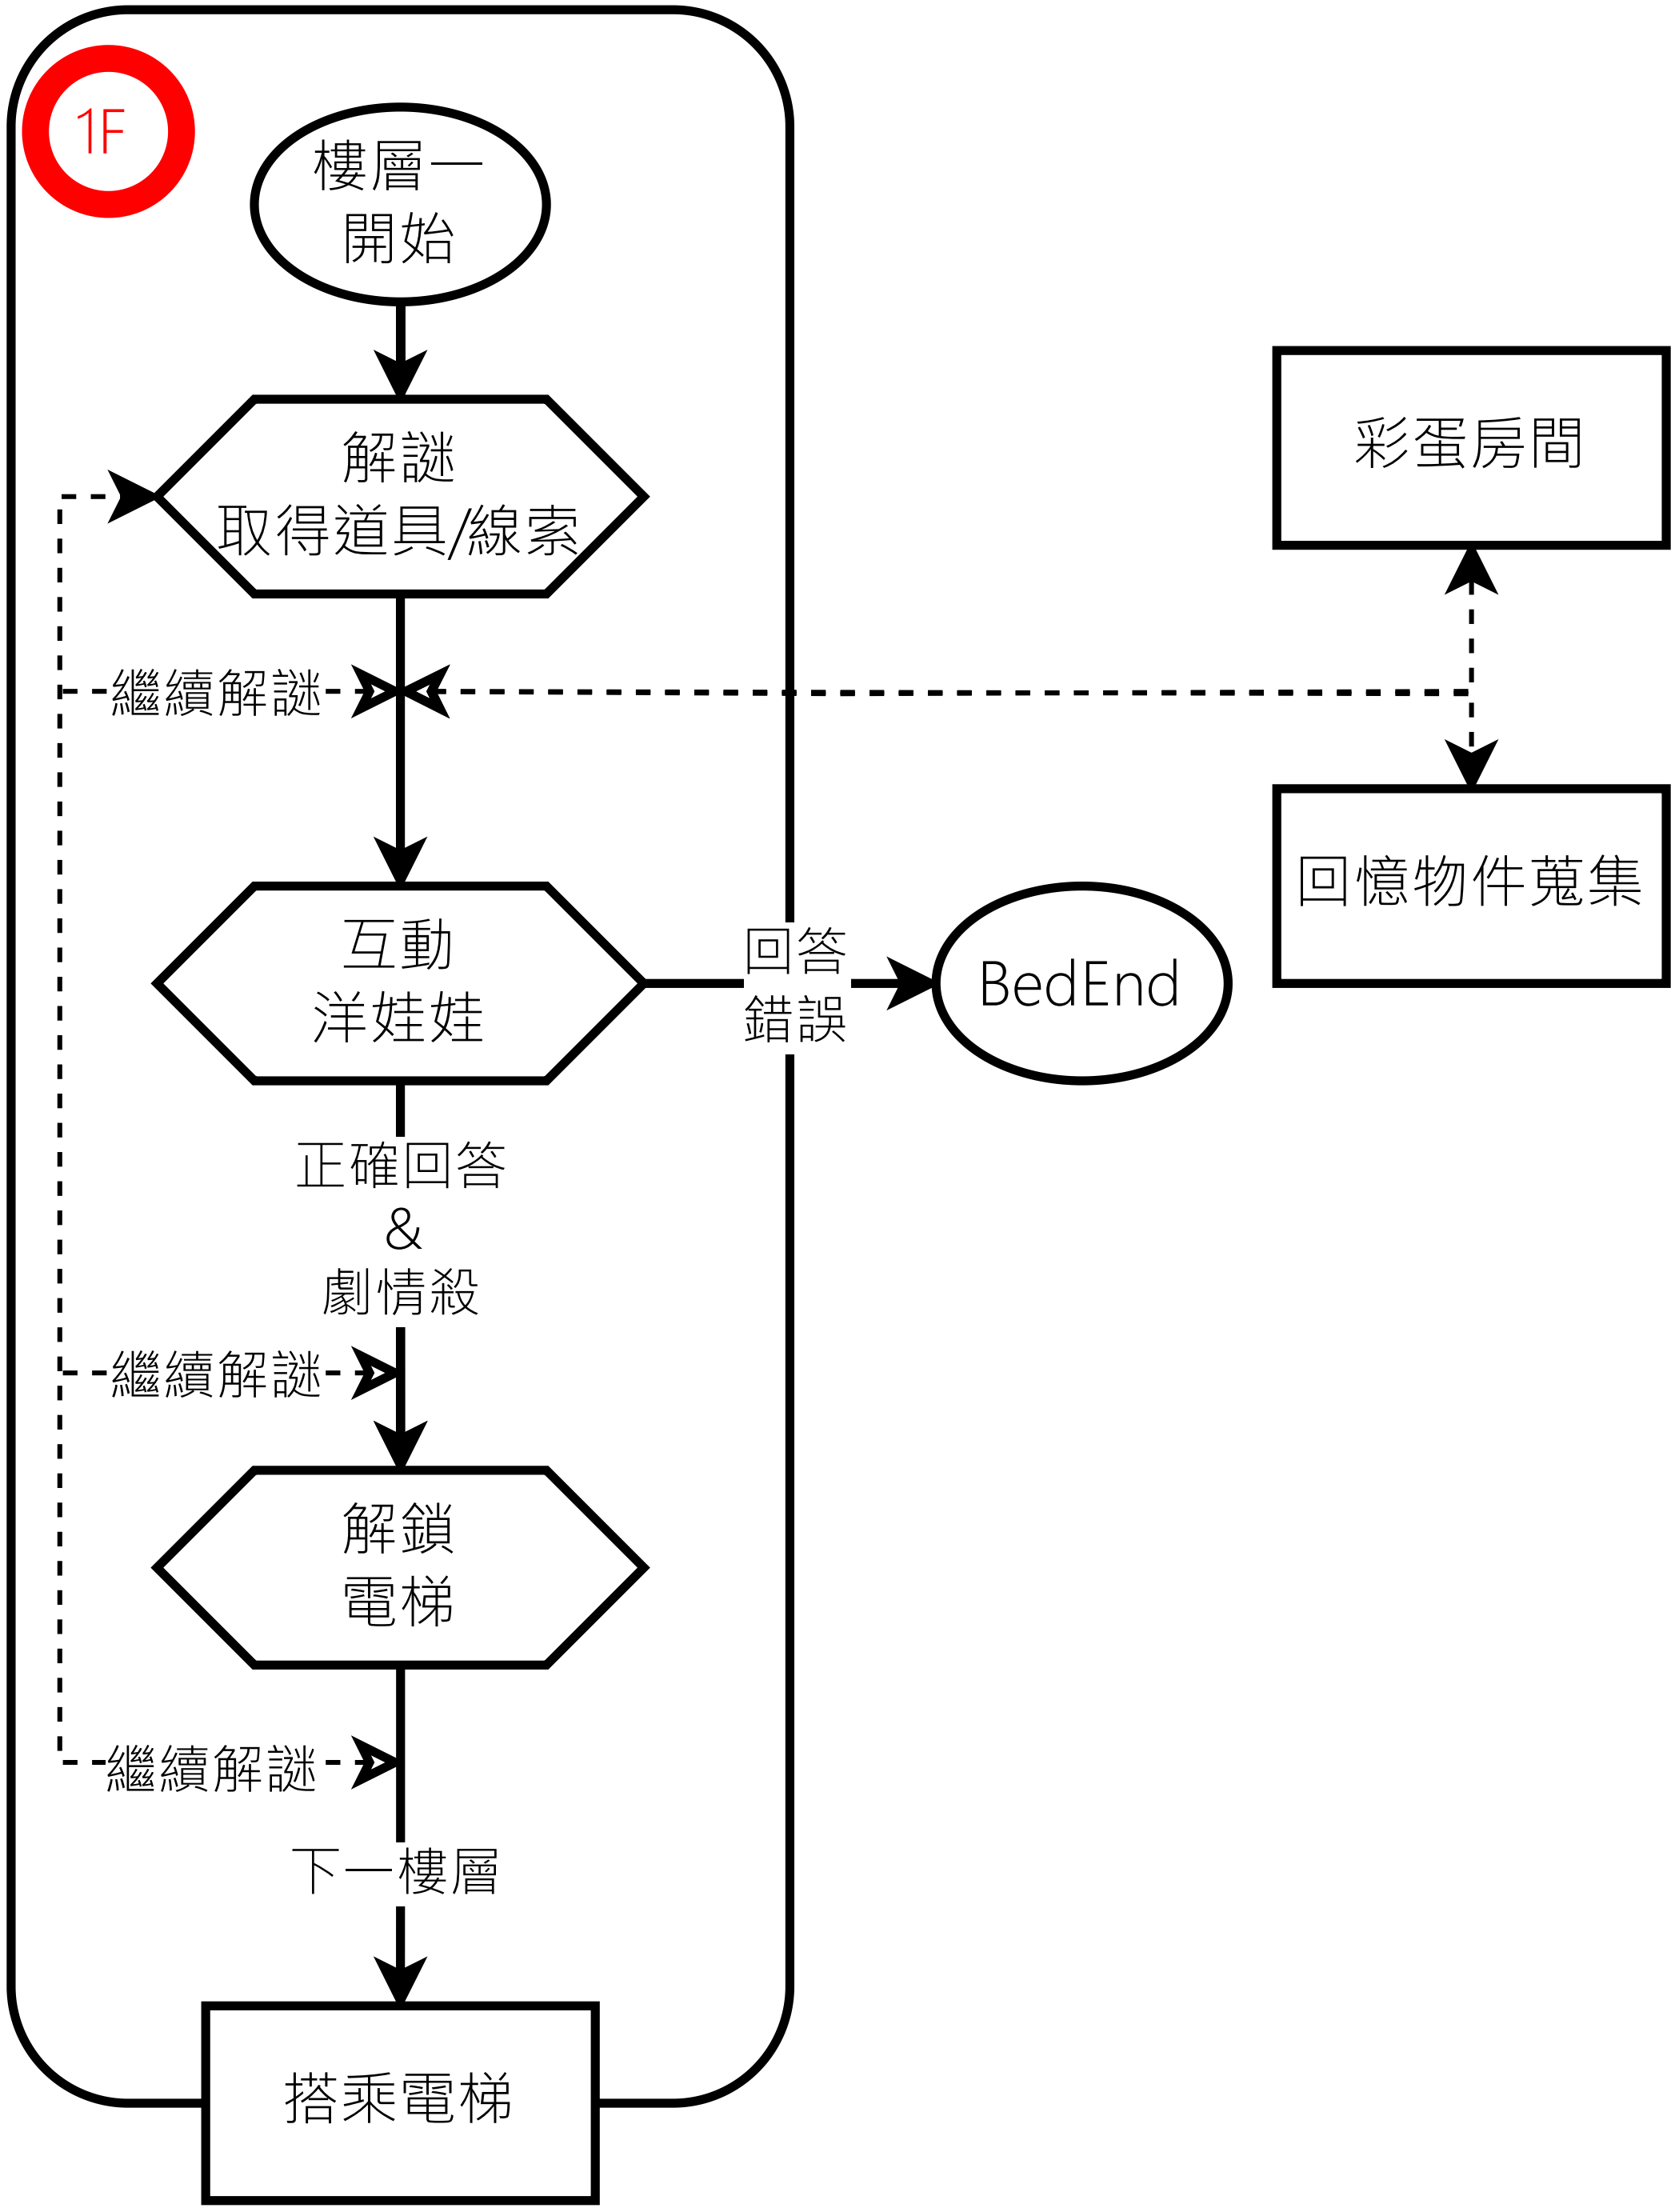 1F
樓層一
開始
解謎
取得道具/線索
彩蛋房間
繼續解謎
回憶物件蒐集
互動
洋娃娃
回答
錯誤
BedEnd
正確回答
&
劇情殺
繼續解謎
解鎖
電梯
繼續解謎
下一樓層
搭乘電梯